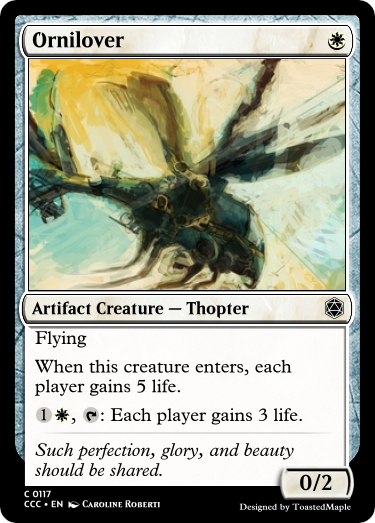 Ornilover
Artifact Creature — Thopter
Flying
When this creature enters, each
player gains 5 life.
1, : Each player gains 3 life.
Such perfection, glory, and beauty
should be shared.
0/2
C 0117
CCC • EN Caroline Roberti
Designed by ToastedMaple